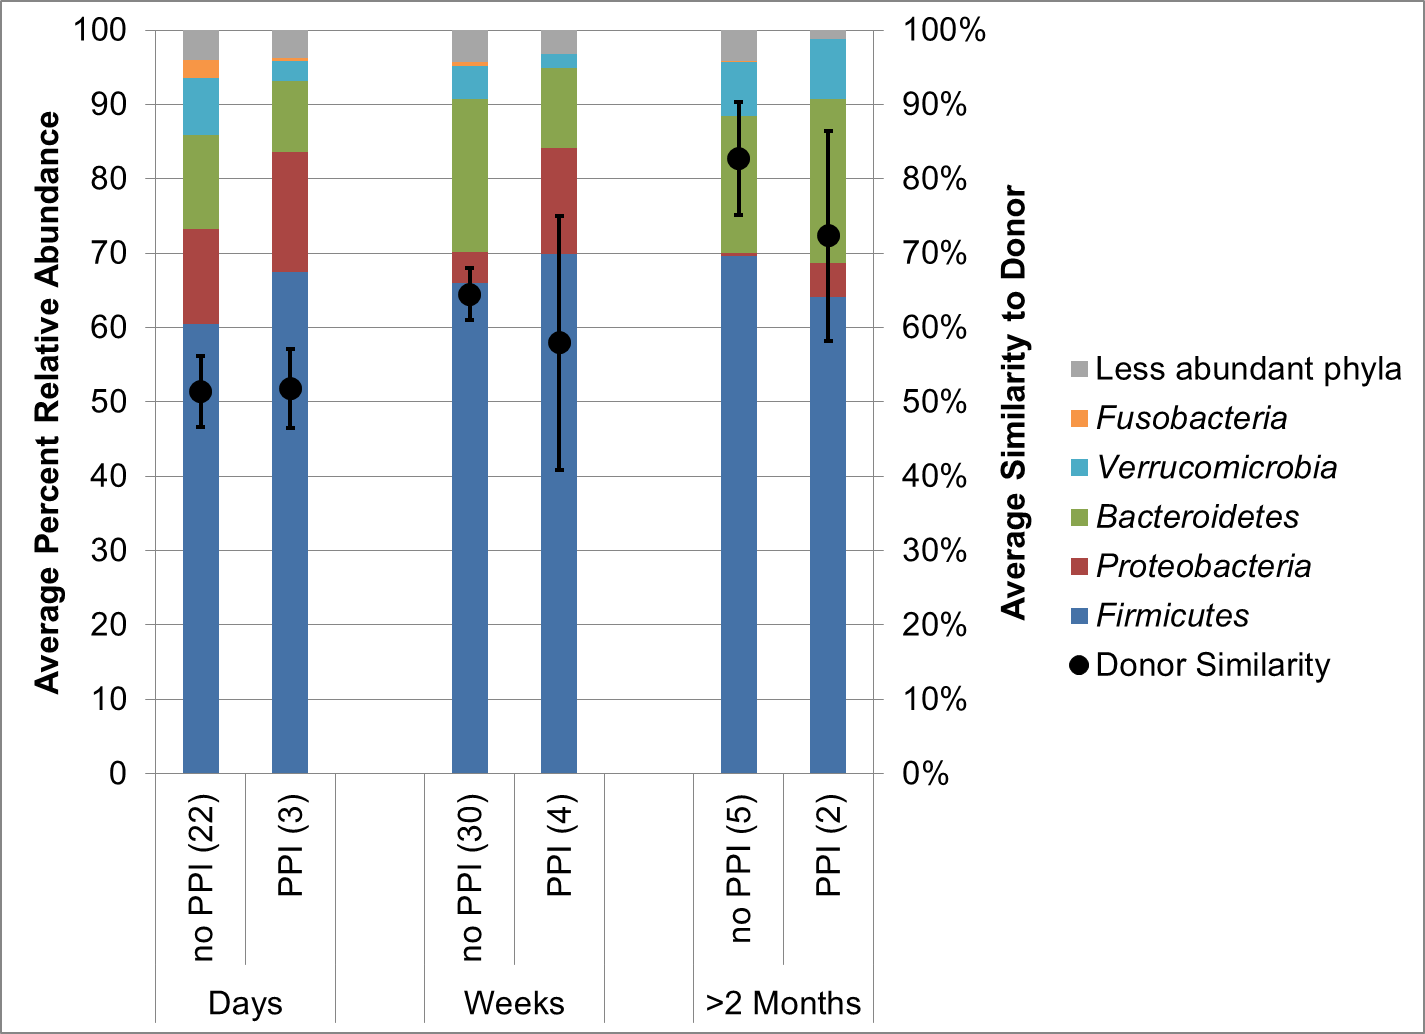 Average Percent Relative Abundance
100
90
80
70
60
50
40
30
20
10
0
100%
90%
80%
70%
60%
50%
40%
30%
20%
10%
0%
Average Similarity to Donor
Less abundant phyla
Fusobacteria
Verrucomicrobia
Bacteroidetes
Proteobacteria
Firmicutes
Donor Similarity
no PPI (22)
PPI (3)
no PPI (30)
PPI (4)
no PPI (5)
PPI (2)
Days
Weeks
>2 Months